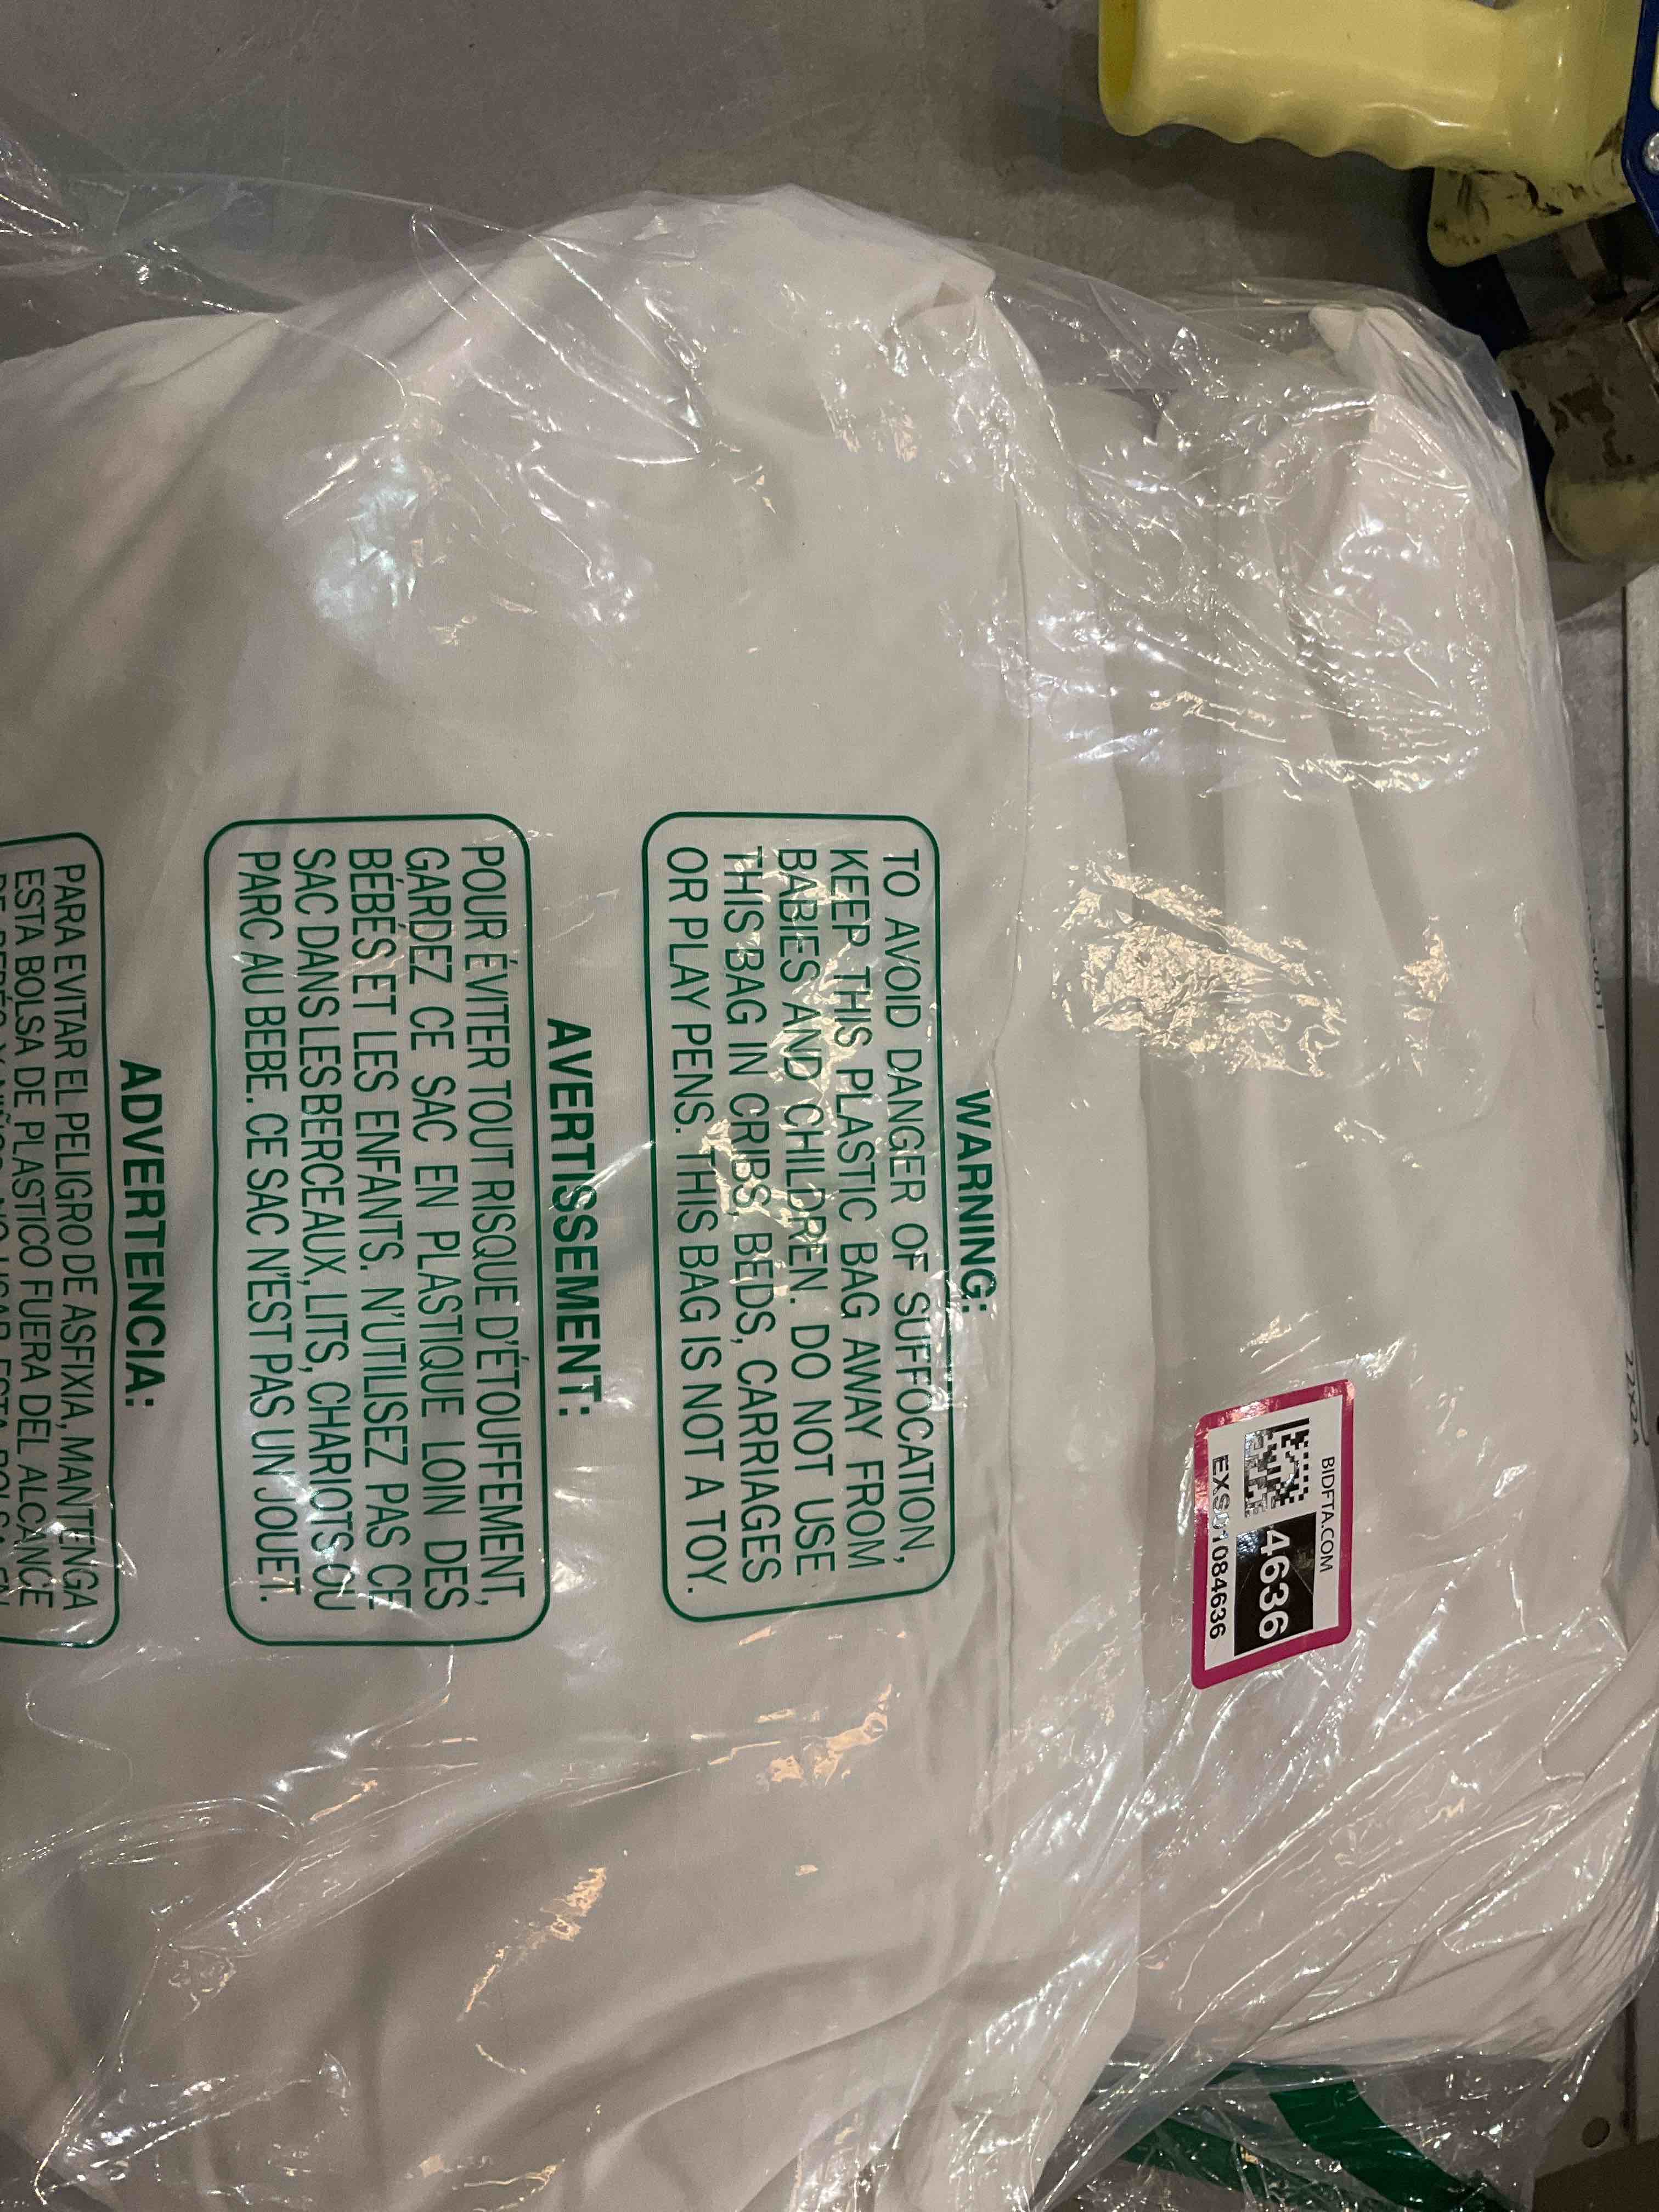 BIDFTA.COM
4636
EXS01084636
WARNING:
TO AVOID DANGER OF SUFFOCATION,
KEEP THIS PLASTIC BAG AWAY FROM
BABIES AND CHILDREN. DO NOT USE
THIS BAG IN CRIBS, BEDS, CARRIAGES
OR PLAY PENS. THIS BAG IS NOT A TOY.
AVERTISSEMENT:
POUR ÉVITER TOUT RISQUE D'ÉTOUFFEMENT,
GARDEZ CE SAC EN PLASTIQUE LOIN DES
BÉBÉS ET LES ENFANTS. N'UTILISEZ PAS CE
SAC DANS LES BERCEAUX, LITS, CHARIOTS OU
PARC AU BEBE. CE SAC N'EST PAS UN JOUET.
ADVERTENCIA:
PARA EVITAR EL PELIGRO DE ASFIXIA, MANTENGA
ESTA BOLSA DE PLASTICO FUERA DEL ALCANCE